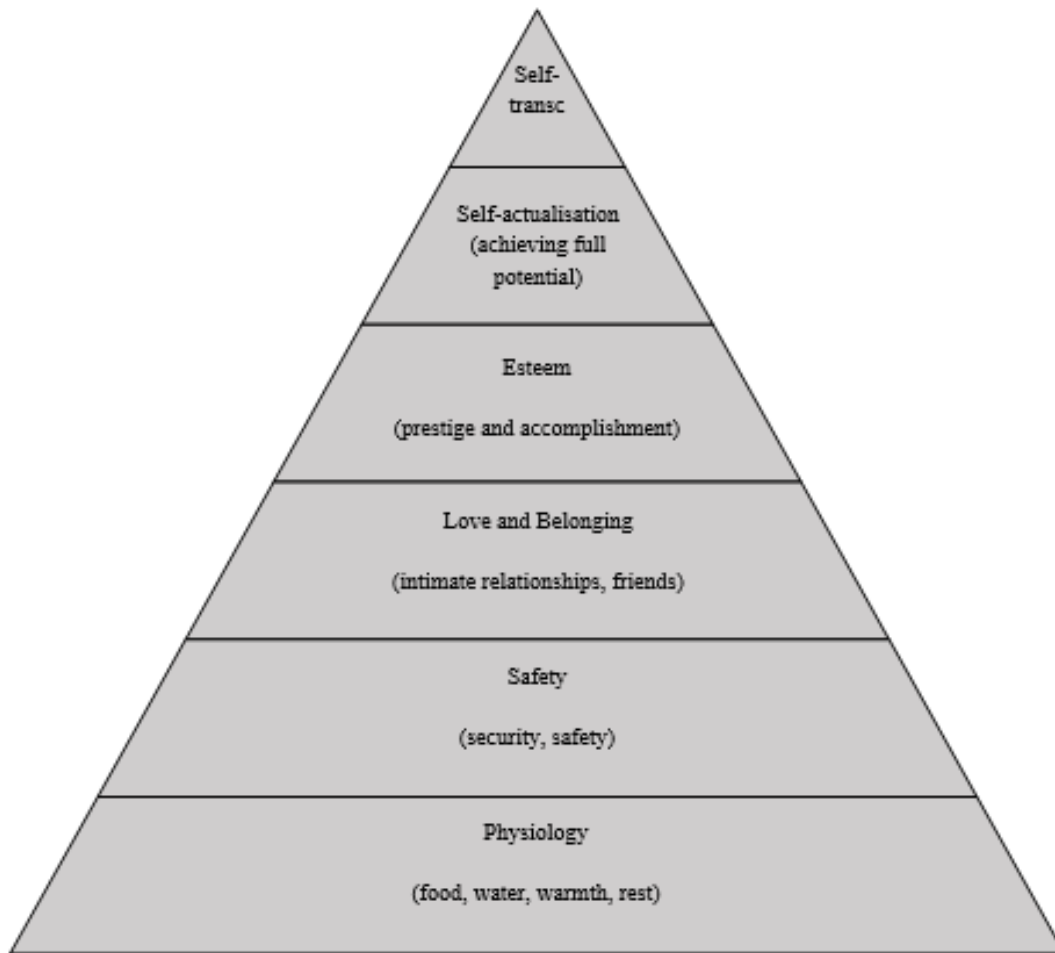 Self-
transc
Self-actualisation
(achieving full
potential)
Esteem
(prestige and accomplishment)
Love and Belonging
(intimate relationships, friends)
Safety
(security, safety)
Physiology
(food, water, warmth, rest)